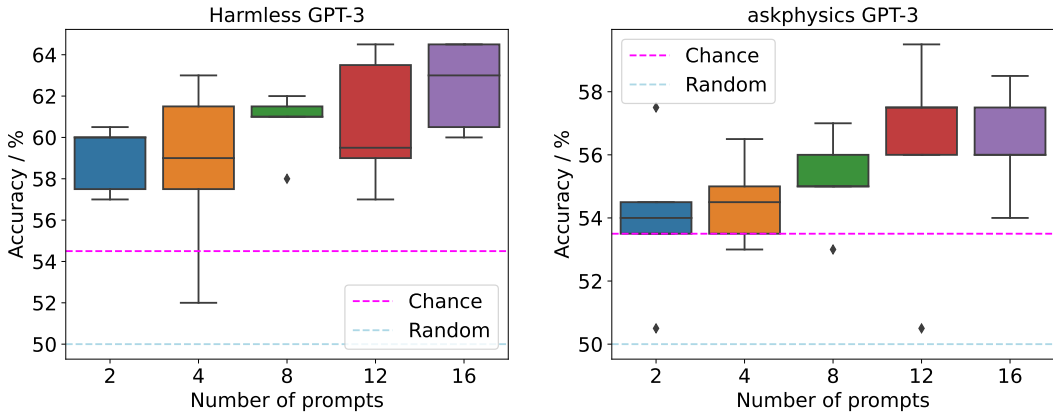 Harmless GPT-3
Accuracy / %
64
62
60
58
56
54
52
50
Chance
Random
2 4 8 12 16
Number of prompts
askphysics GPT-3
Accuracy / %
58
56
54
52
50
Chance
Random
2 4 8 12 16
Number of prompts